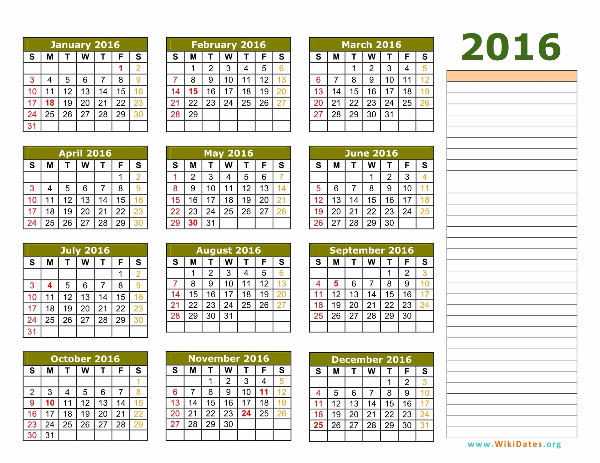 2016
January 2016
S M T W T F S
1 2
3 4 5 6 7 8 9
10 11 12 13 14 15 16
17 18 19 20 21 22 23
24 25 26 27 28 29 30
31
February 2016
S M T W T F S
1 2 3 4 5 6
7 8 9 10 11 12 13
14 15 16 17 18 19 20
21 22 23 24 25 26 27
28 29
March 2016
S M T W T F S
1 2 3 4 5
6 7 8 9 10 11 12
13 14 15 16 17 18 19
20 21 22 23 24 25 26
27 28 29 30 31
April 2016
S M T W T F S
1 2
3 4 5 6 7 8 9
10 11 12 13 14 15 16
17 18 19 20 21 22 23
24 25 26 27 28 29 30
May 2016
S M T W T F S
1 2 3 4 5 6 7
8 9 10 11 12 13 14
15 16 17 18 19 20 21
22 23 24 25 26 27 28
29 30 31
June 2016
S M T W T F S
1 2 3 4
5 6 7 8 9 10 11
12 13 14 15 16 17 18
19 20 21 22 23 24 25
26 27 28 29 30
July 2016
S M T W T F S
1 2
3 4 5 6 7 8 9
10 11 12 13 14 15 16
17 18 19 20 21 22 23
24 25 26 27 28 29 30
31
August 2016
S M T W T F S
1 2 3 4 5 6
7 8 9 10 11 12 13
14 15 16 17 18 19 20
21 22 23 24 25 26 27
28 29 30 31
September 2016
S M T W T F S
1 2 3
4 5 6 7 8 9 10
11 12 13 14 15 16 17
18 19 20 21 22 23 24
25 26 27 28 29 30
October 2016
S M T W T F S
1
2 3 4 5 6 7 8
9 10 11 12 13 14 15
16 17 18 19 20 21 22
23 24 25 26 27 28 29
30 31
November 2016
S M T W T F S
1 2 3 4 5
6 7 8 9 10 11 12
13 14 15 16 17 18 19
20 21 22 23 24 25 26
27 28 29 30
December 2016
S M T W T F S
1 2 3
4 5 6 7 8 9 10
11 12 13 14 15 16 17
18 19 20 21 22 23 24
25 26 27 28 29 30 31
www.WikiDates.org